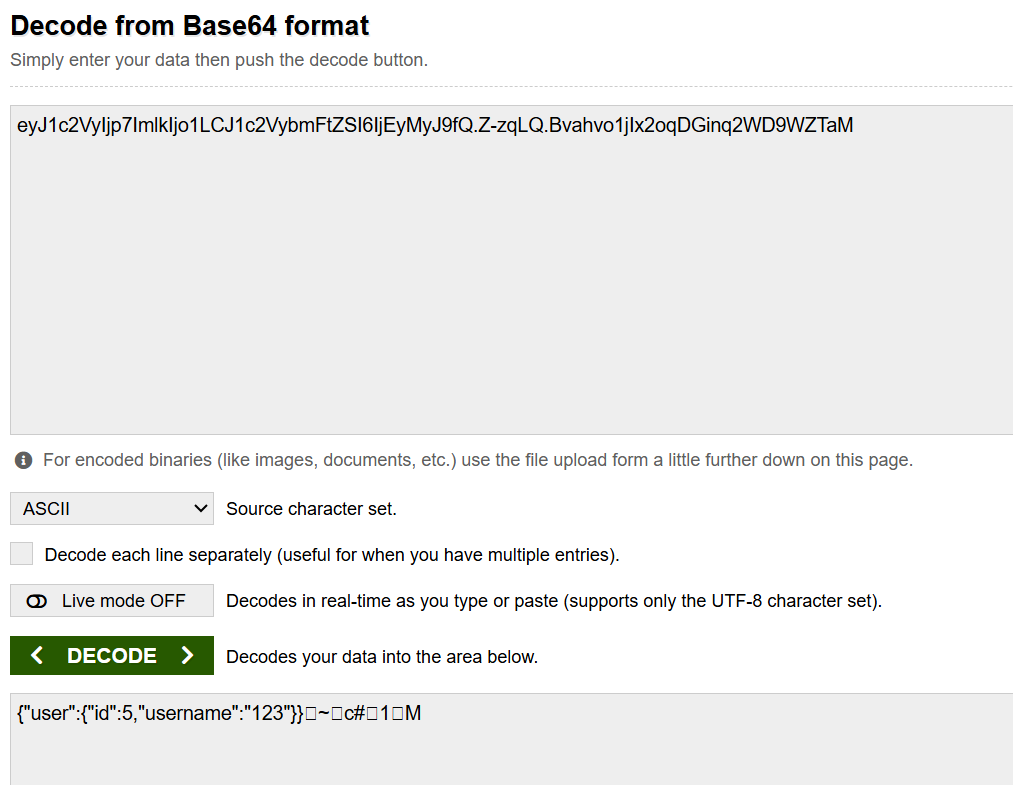 Decode from Base64 format
Simply enter your data then push the decode button.
eyJ1c2VyIjp7ImlkIjo1LCJ1c2VybmFtZSI6IjEyMyJ9fQ.Z-zqLQ.Bvahvo1jIx2oqDGinq2WD9WZTaM
For encoded binaries (like images, documents, etc.) use the file upload form a little further down on this page.
ASCII Source character set.
Decode each line separately (useful for when you have multiple entries).
Live mode OFF Decodes in real-time as you type or paste (supports only the UTF-8 character set).
< DECODE > Decodes your data into the area below.
{"user":{"id":5,"username":"123"}}□~□c#□1□M